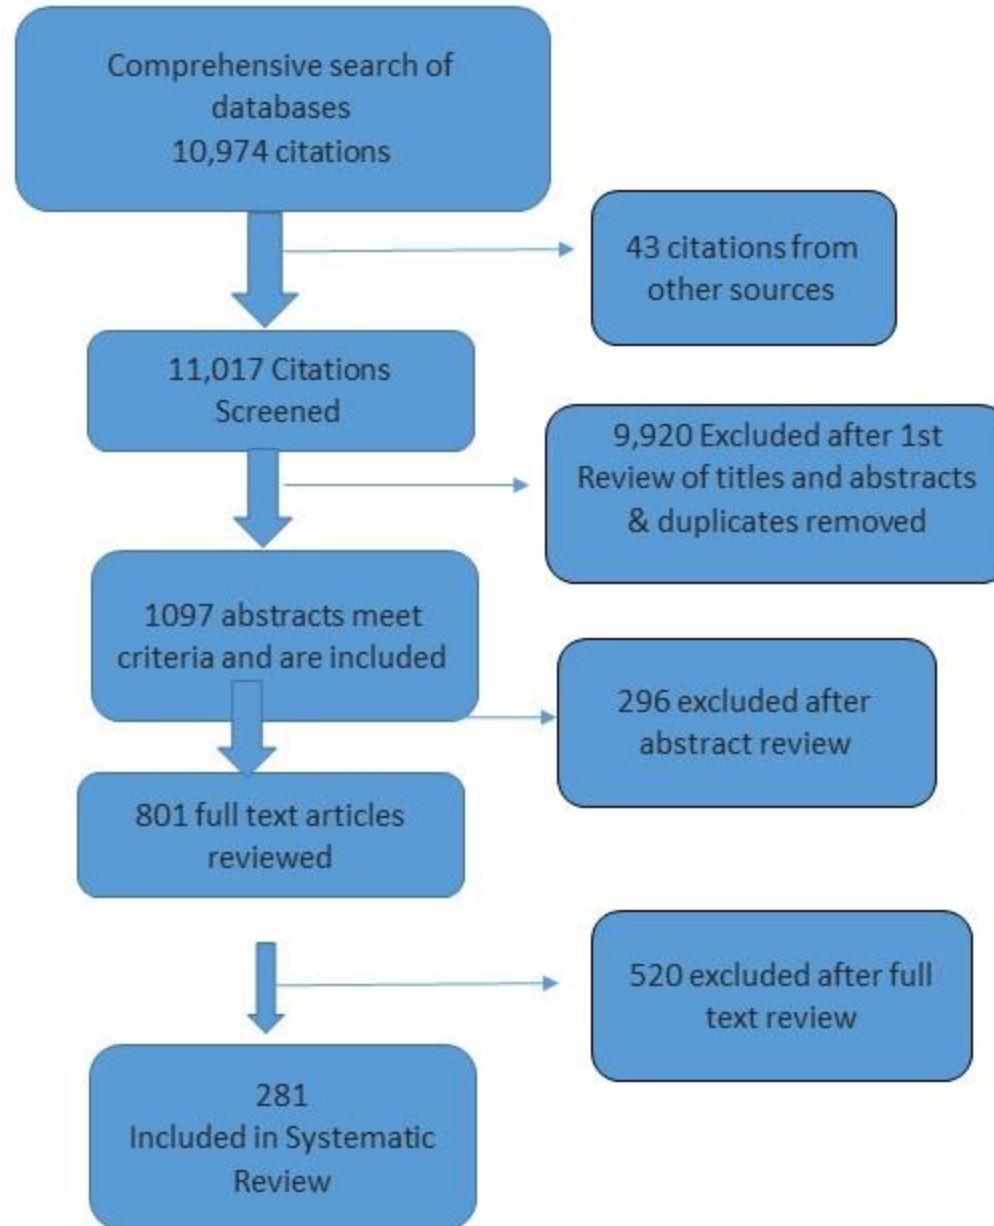 Comprehensive search of
databases
10,974 citations
43 citations from
other sources
11,017 Citations
Screened
9,920 Excluded after 1st
Review of titles and abstracts
& duplicates removed
1097 abstracts meet
criteria and are included
296 excluded after
abstract review
801 full text articles
reviewed
520 excluded after full
text review
281
Included in Systematic
Review